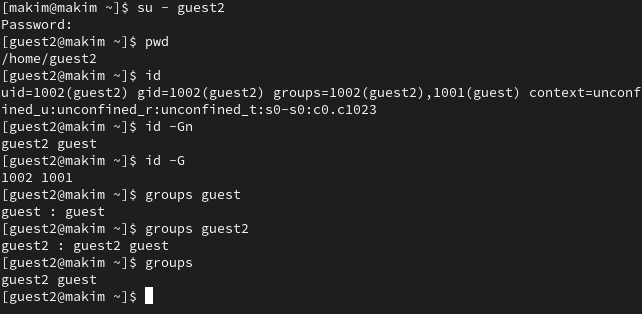 [makim@makim ~]$ su - guest2
Password:
[guest2@makim ~]$ pwd
/home/guest2
[guest2@makim ~]$ id
uid=1002(guest2) gid=1002(guest2) groups=1002(guest2),1001(guest) context=unconf
ined_u:unconfined_r:unconfined_t:s0-s0:c0.c1023
[guest2@makim ~]$ id -Gn
guest2 guest
[guest2@makim ~]$ id -G
1002 1001
[guest2@makim ~]$ groups guest
guest : guest
[guest2@makim ~]$ groups guest2
guest2 : guest2 guest
[guest2@makim ~]$ groups
guest2 guest
[guest2@makim ~]$